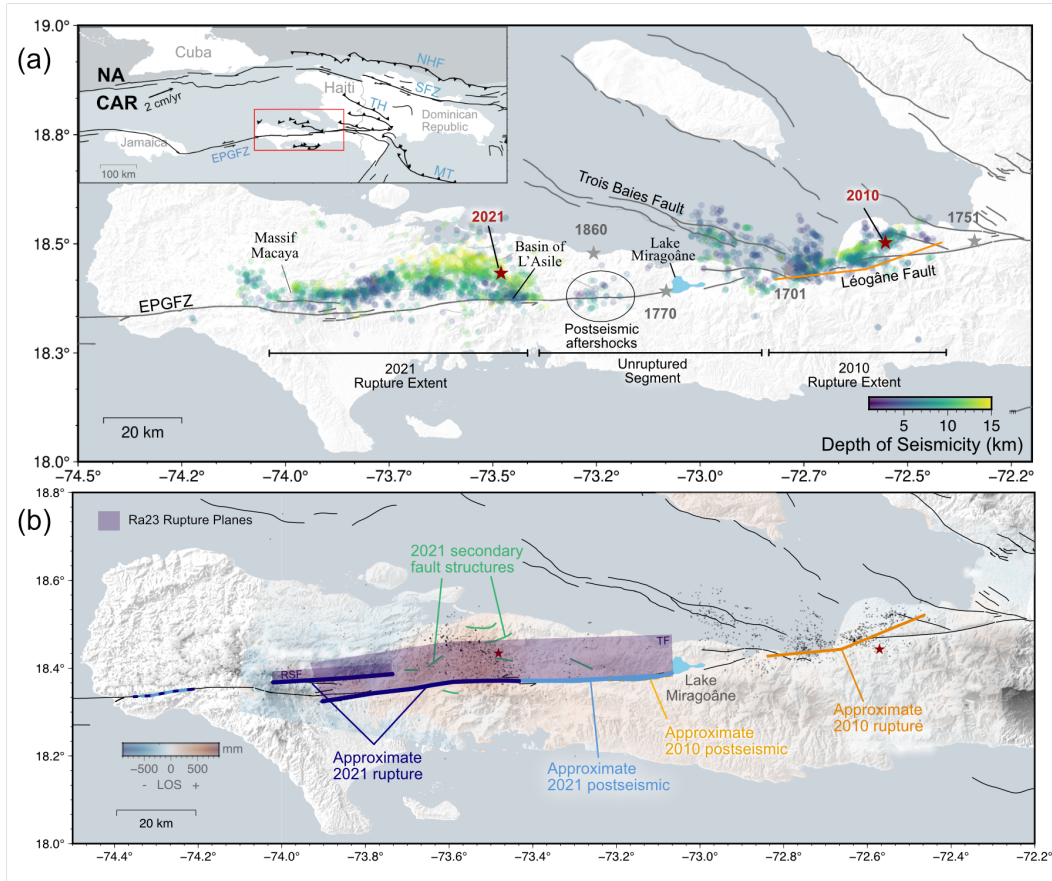 (a)
19.0°
18.8°
18.5°
18.3°
18.0°
Cuba
NHF
NA
CAR
2 cm/yr
Haiti
SFZ
TH
Dominican
Republic
Jamaica
EPGFZ
100 km
MT
Trois Baies Fault
2010
1751
2021
1860
Massif
Macaya
Basin of
L'Asile
Lake
Miragoâne
Léogâne Fault
EPGFZ
1701
1770
Postseismic
aftershocks
2021
Rupture Extent
Unruptured
Segment
2010
Rupture Extent
5 10 15
Depth of Seismicity (km)
20 km
−74.5 −74.2° −74.0° −73.7° −73.5° −73.2° −73.0° −72.7° −72.5° −72.2°
(b)
18.8°
18.6°
18.4°
18.2°
18.0°
Ra23 Rupture Planes
2021 secondary
fault structures
TF
RSF
Lake
Miragoâne
Approximate
2010 rupture
Approximate
2010 postseismic
Approximate
2021 rupture
Approximate
2021 postseismic
mm
−500 0 500
- LOS +
20 km
−74.4° −74.2° −74.0° −73.8° −73.6° −73.4° −73.2° −73.0° −72.8° −72.6° −72.4° −72.2°